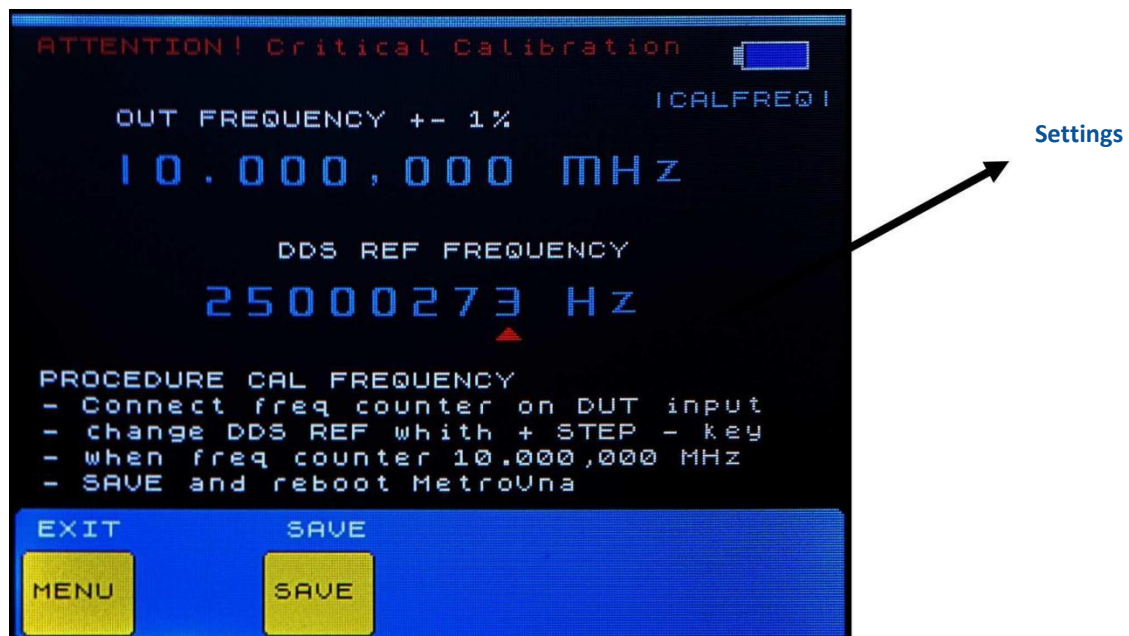 ATTENTION! Critical Calibration
|CALFREQ|
OUT FREQUENCY +- 1%
10.000,000 MHz
Settings
DDS REF FREQUENCY
25000273 Hz
PROCEDURE CAL FREQUENCY
- Connect freq counter on DUT input
- change DDS REF whith + STEP - key
- when freq counter 10.000,000 MHz
- SAVE and reboot MetroVna
EXIT SAVE
MENU SAVE